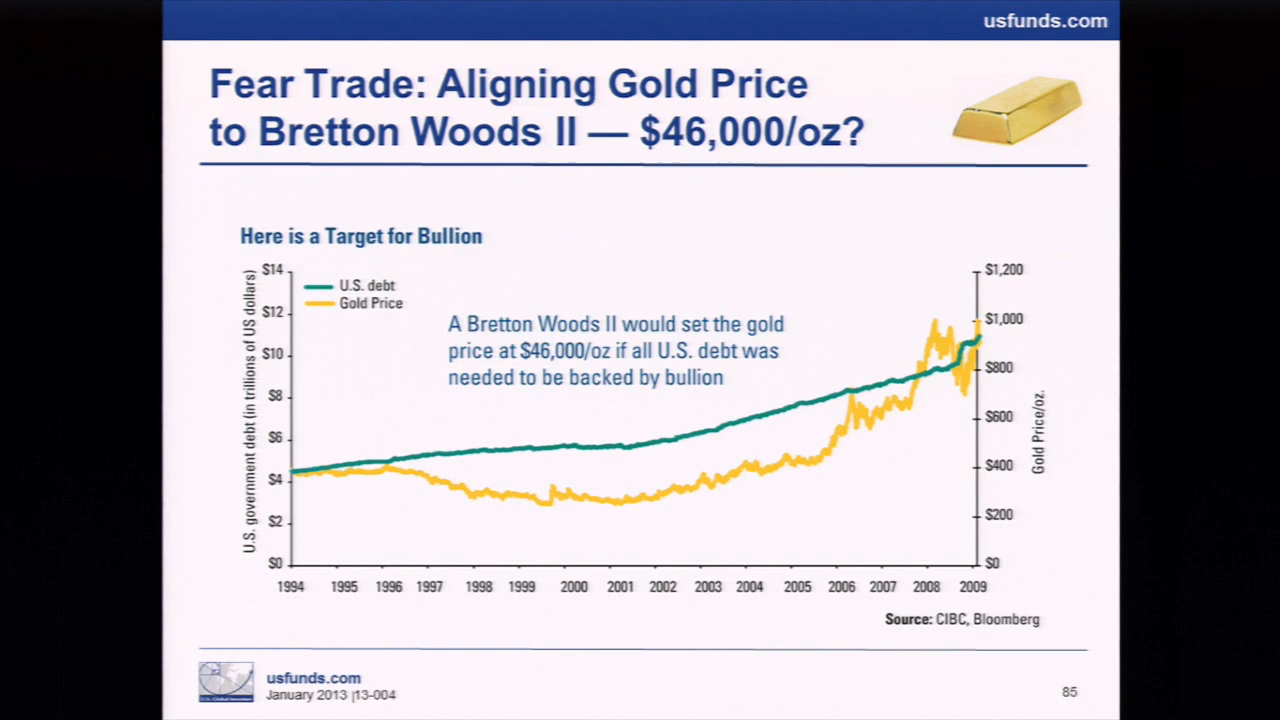 usfunds.com
Fear Trade: Aligning Gold Price
to Bretton Woods II — $46,000/oz?
Here is a Target for Bullion
U.S. government debt (in trillions of US dollars)
$14
$12
$10
$8
$6
$4
$2
$0
U.S. debt
Gold Price
A Bretton Woods II would set the gold
price at $46,000/oz if all U.S. debt was
needed to be backed by bullion
$1,200
$1,000
$800
$600
$400
$200
$0
Gold Price/oz.
1994 1995 1996 1997 1998 1999 2000 2001 2002 2003 2004 2005 2006 2007 2008 2009
Source: CIBC, Bloomberg
U.S. Global Investors
usfunds.com
January 2013 |13-004
85